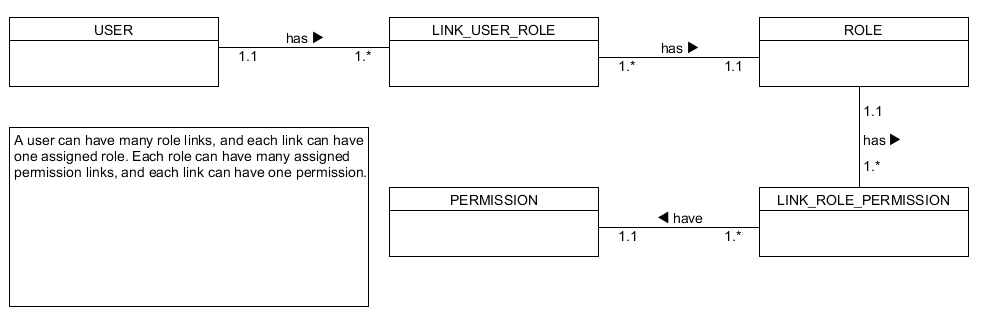 USER
has ▶
1.1
1.*
LINK_USER_ROLE
has ▶
1.*
1.1
ROLE
1.1
has ▶
1.*
A user can have many role links, and each link can have
one assigned role. Each role can have many assigned
permission links, and each link can have one permission.
PERMISSION
◀ have
1.1
1.*
LINK_ROLE_PERMISSION